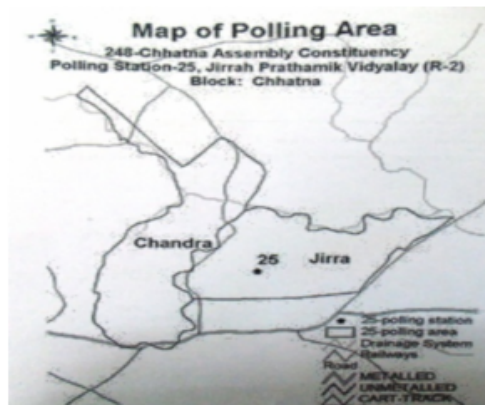 Map of Polling Area
248-Chhatna Assembly Constituency
Polling Station-25, Jirrah Prathamik Vidyalay (R-2)
Block: Chhatna
Chandra
25 Jirra
25-polling station
25-polling area
Drainage System
Railways
Road
METALLED
UNMETALLED
CART-TRACK